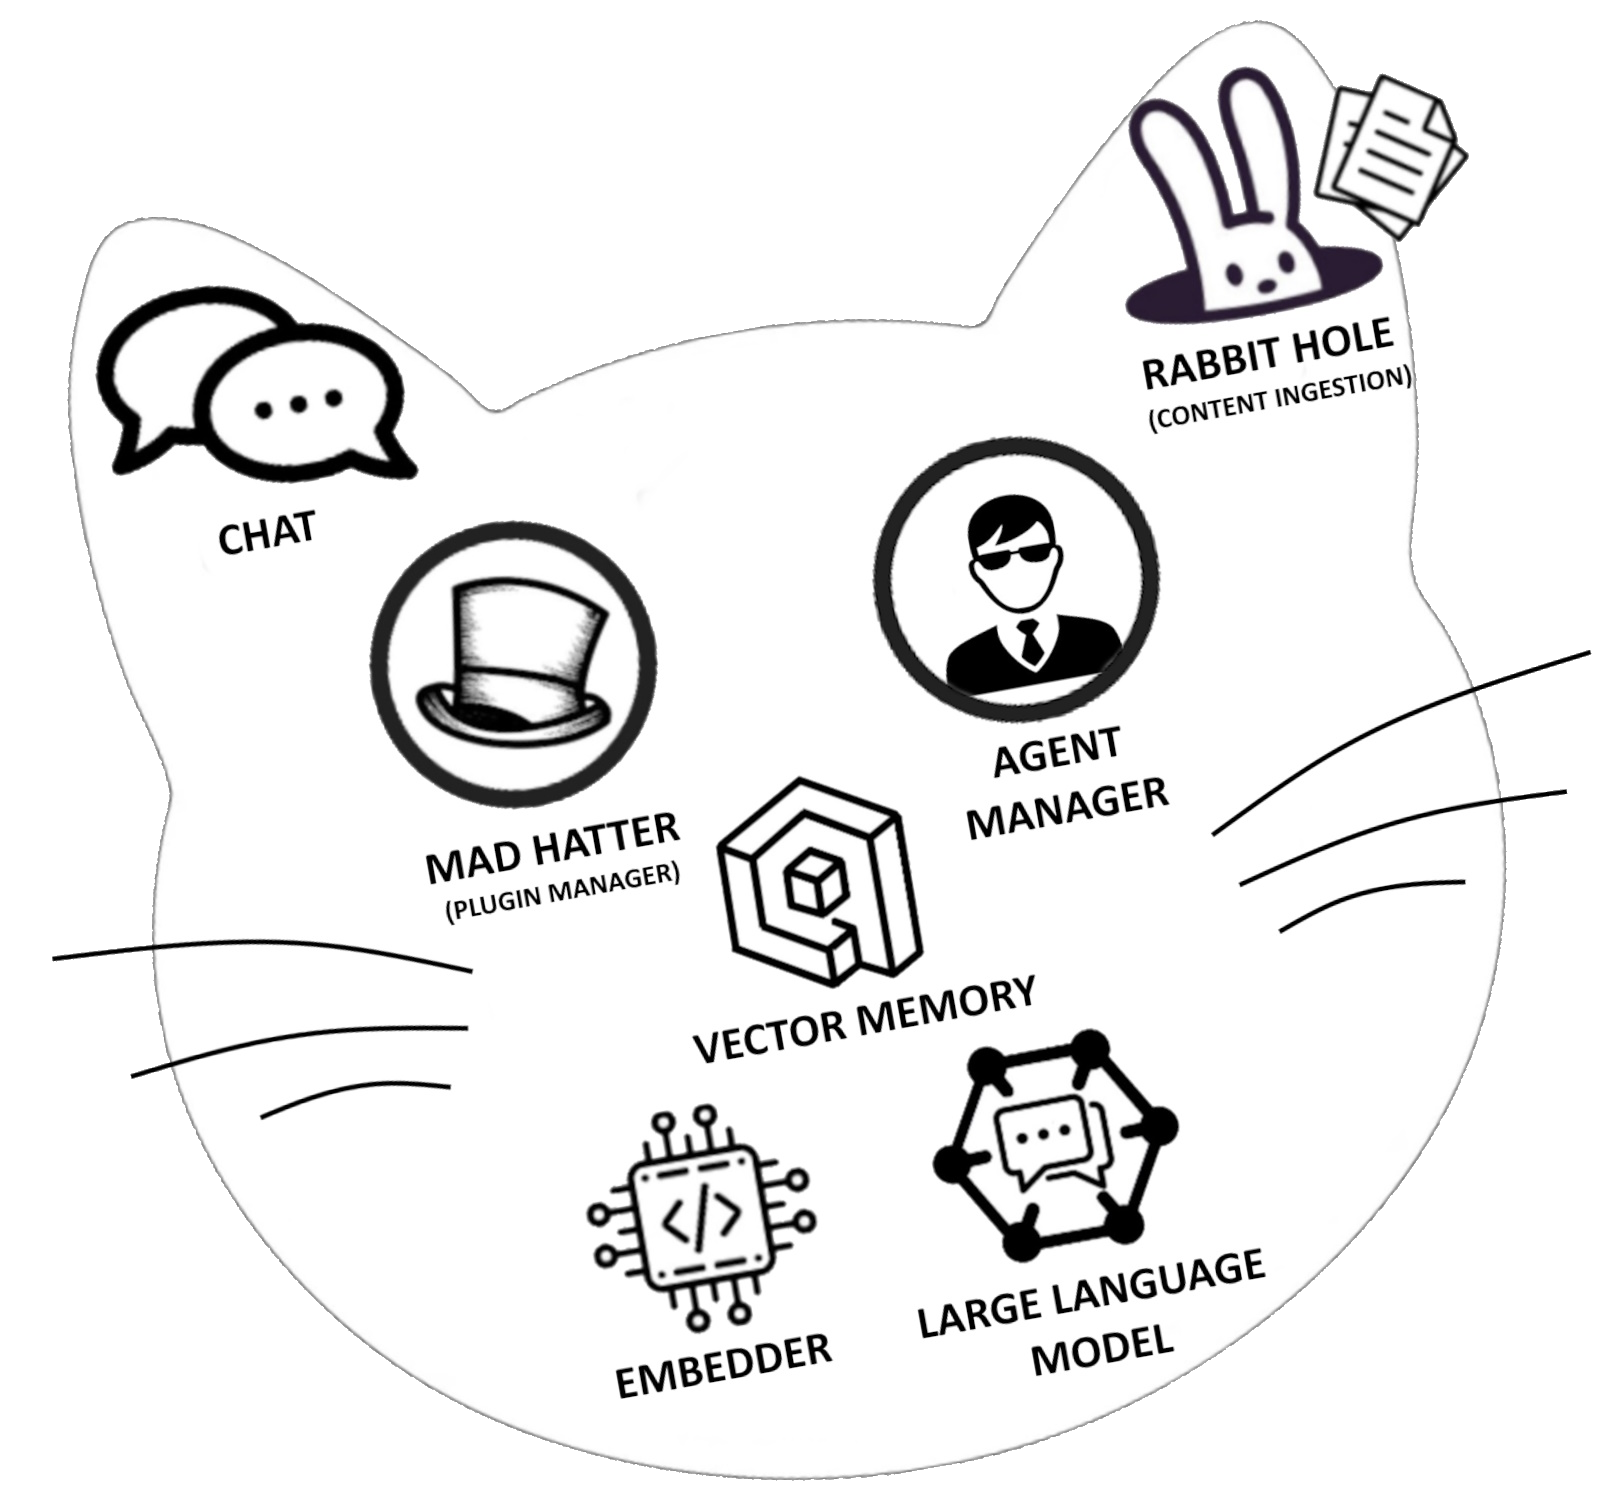 RABBIT HOLE
(CONTENT INGESTION)
CHAT
AGENT
MANAGER
MAD HATTER
(PLUGIN MANAGER)
VECTOR MEMORY
EMBEDDER
LARGE LANGUAGE
MODEL